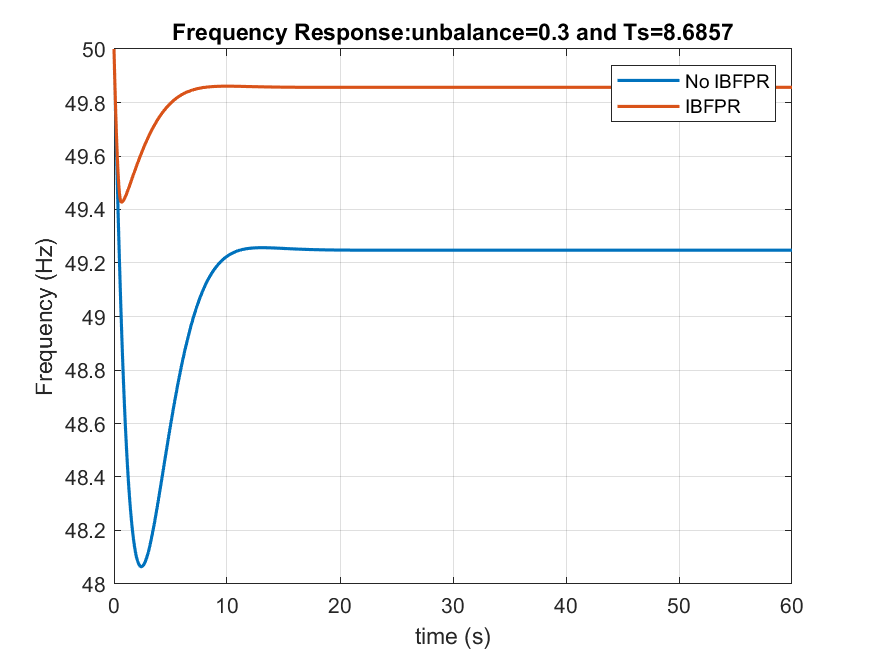 Frequency Response:unbalance=0.3 and Ts=8.6857
No IBFPR
IBFPR
50
49.8
49.6
49.4
49.2
49
48.8
48.6
48.4
48.2
48
Frequency (Hz)
0 10 20 30 40 50 60
time (s)